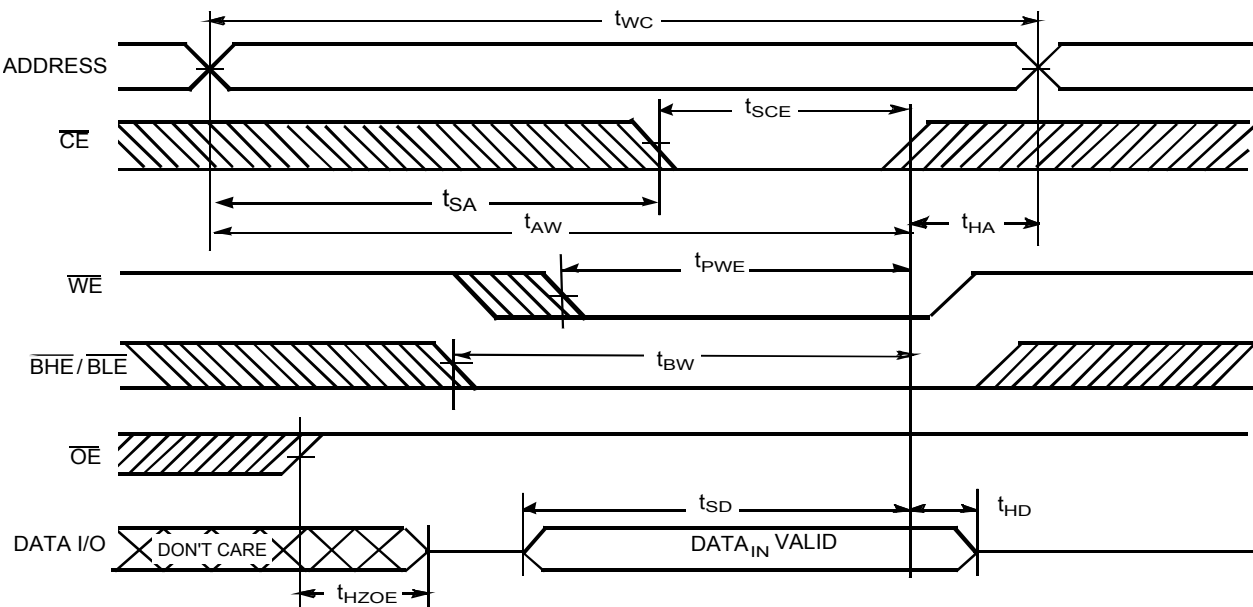 tWC
ADDRESS
tSCE
CE
tSA
tAW
tHA
tPWE
WE
tBW
BHE/BLE
OE
tSD
tHD
DATA I/O
DON'T CARE
DATAIN VALID
tHZOE